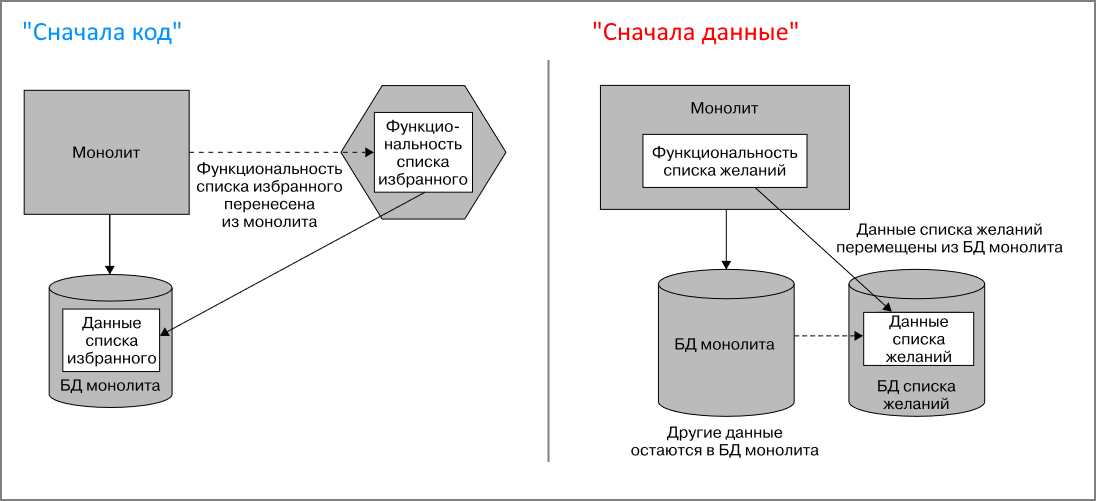 "Сначала код"
Монолит
Функциональность
списка избранного
перенесена
из монолита
Функцио-
нальность
списка
избранного
Данные
списка
избранного
БД монолита
"Сначала данные"
Монолит
Функциональность
списка желаний
Данные списка желаний
перемещены из БД монолита
БД монолита
Данные
списка
желаний
БД списка
желаний
Другие данные
остаются в БД монолита